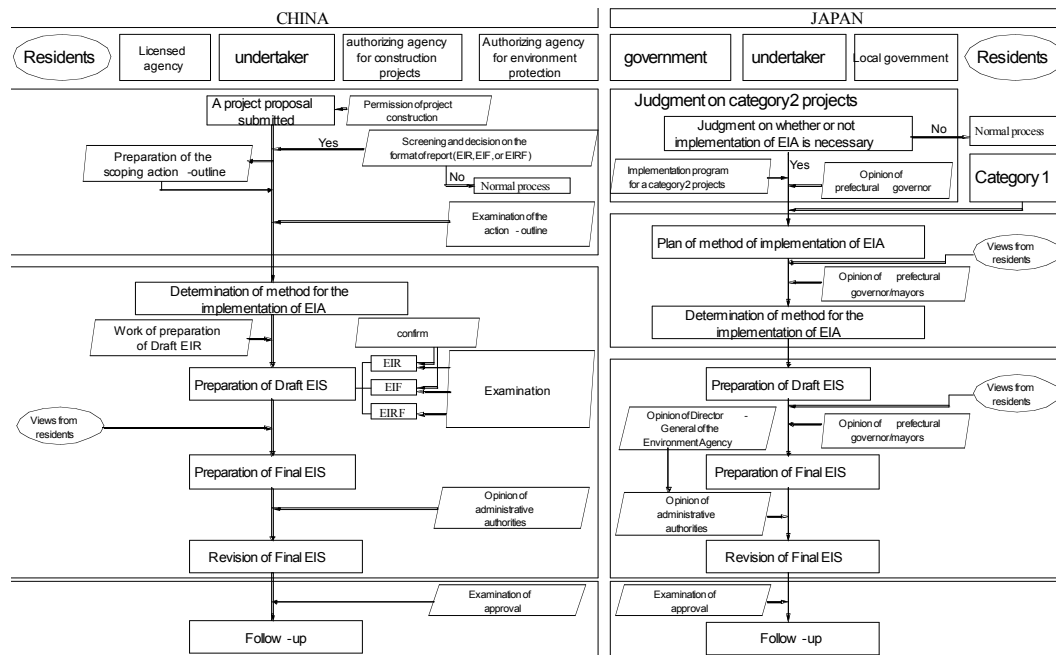 CHINA
Residents
Licensed
agency
undertaker
authorizing agency
for construction
projects
Authorizing agency
for environment
protection
A project proposal
submitted
Permission of project
construction
Yes
Screening and decision on the
format of report (EIR, EIF, or EIRF)
No
Normal process
Preparation of the
scoping action -outline
Examination of the
action - outline
Determination of method for the
implementation of EIA
Work of preparation
of Draft EIR
confirm
Preparation of Draft EIS
EIR
EIF
EIRF
Examination
Views from
residents
Preparation of Final EIS
Opinion of
administrative
authorities
Revision of Final EIS
Examination of
approval
Follow -up
JAPAN
government
undertaker
Local government
Residents
Judgment on category2 projects
Judgment on whether or not
implementation of EIA is necessary
No
Normal process
Yes
Implementation program
for a category2 projects
Opinion of
prefectural governor
Category 1
Plan of method of implementation of EIA
Views from
residents
Opinion of prefectural
governor/mayors
Determination of method for the
implementation of EIA
Preparation of Draft EIS
Views from
residents
Opinion of Director -
General of the
Environment Agency
Opinion of prefectural
governor/mayors
Preparation of Final EIS
Opinion of
administrative
authorities
Revision of Final EIS
Examination of
approval
Follow -up